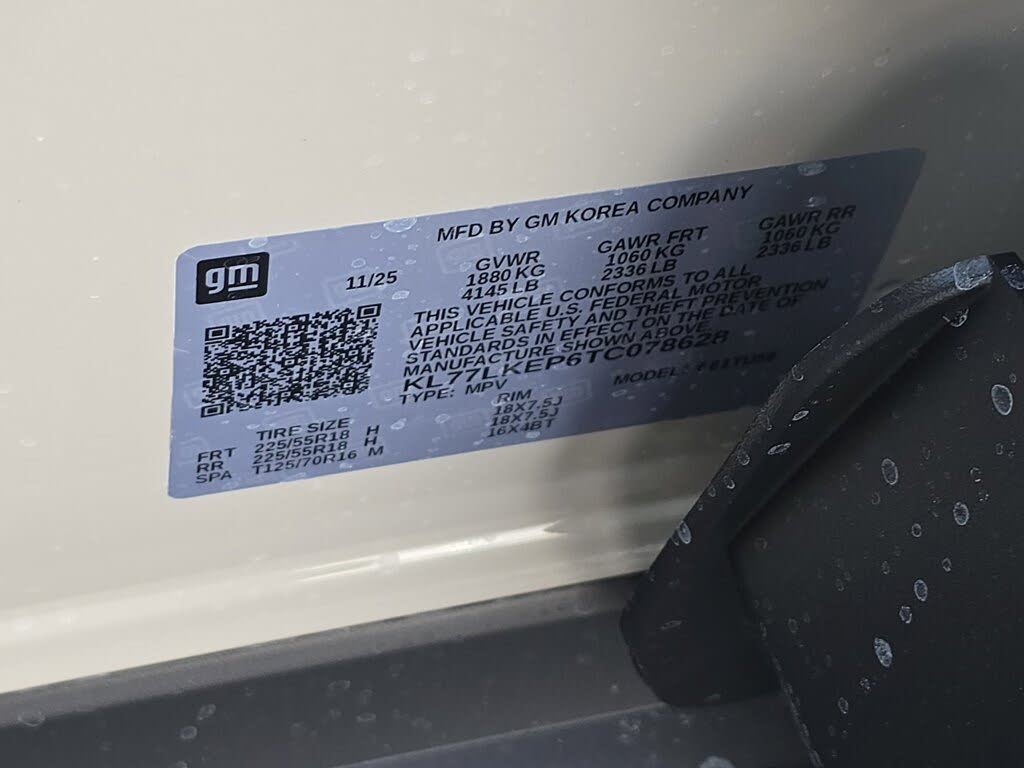 MFD BY GM KOREA COMPANY
gm
11/25
GVWR GAWR FRT GAWR RR
1880 KG 1060 KG 1060 KG
4145 LB 2336 LB 2336 LB
THIS VEHICLE CONFORMS TO ALL
APPLICABLE U.S. FEDERAL MOTOR
VEHICLE SAFETY AND THEFT PREVENTION
STANDARDS IN EFFECT ON THE DATE OF
MANUFACTURE SHOWN ABOVE.
KL77LKEP6TC078628
TYPE: MPV MODEL:
TIRE SIZE RIM
FRT 225/55R18 H 18X7.5J
RR 225/55R18 H 18X7.5J
SPA T125/70R16 M 16X4BT